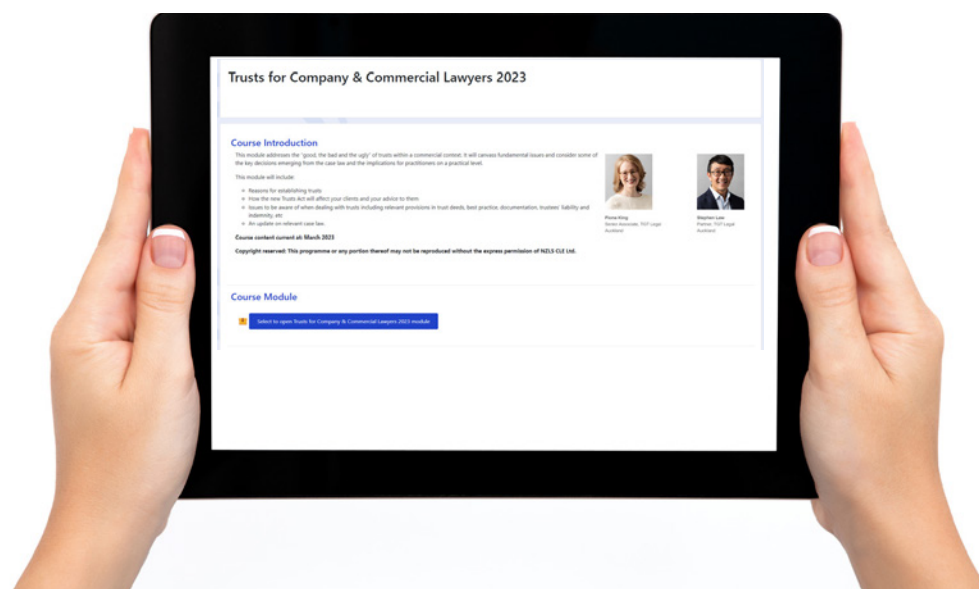 Trusts for Company & Commercial Lawyers 2023
Course Introduction
This module addresses the 'good, the bad and the ugly' of trusts within a commercial context. It will canvass fundamental issues and consider some of
the key decisions emerging from the case law and the implications for practitioners on a practical level.
This module will include:
Reasons for establishing trusts
How the new Trusts Act will affect your clients and your advice to them
Issues to be aware of when dealing with trusts including relevant provisions in trust deeds, best practice, documentation, trustees' liability and
indemnity, etc
An update on relevant case law.
Course content current at: March 2023
Copyright reserved: This programme or any portion thereof may not be reproduced without the express permission of NZLS CLE Ltd.
Fiona King
Senior Associate, TGT Legal
Auckland
Stephen Lee
Partner, TGT Legal
Auckland
Course Module
Select to open Trusts for Company & Commercial Lawyers 2023 module